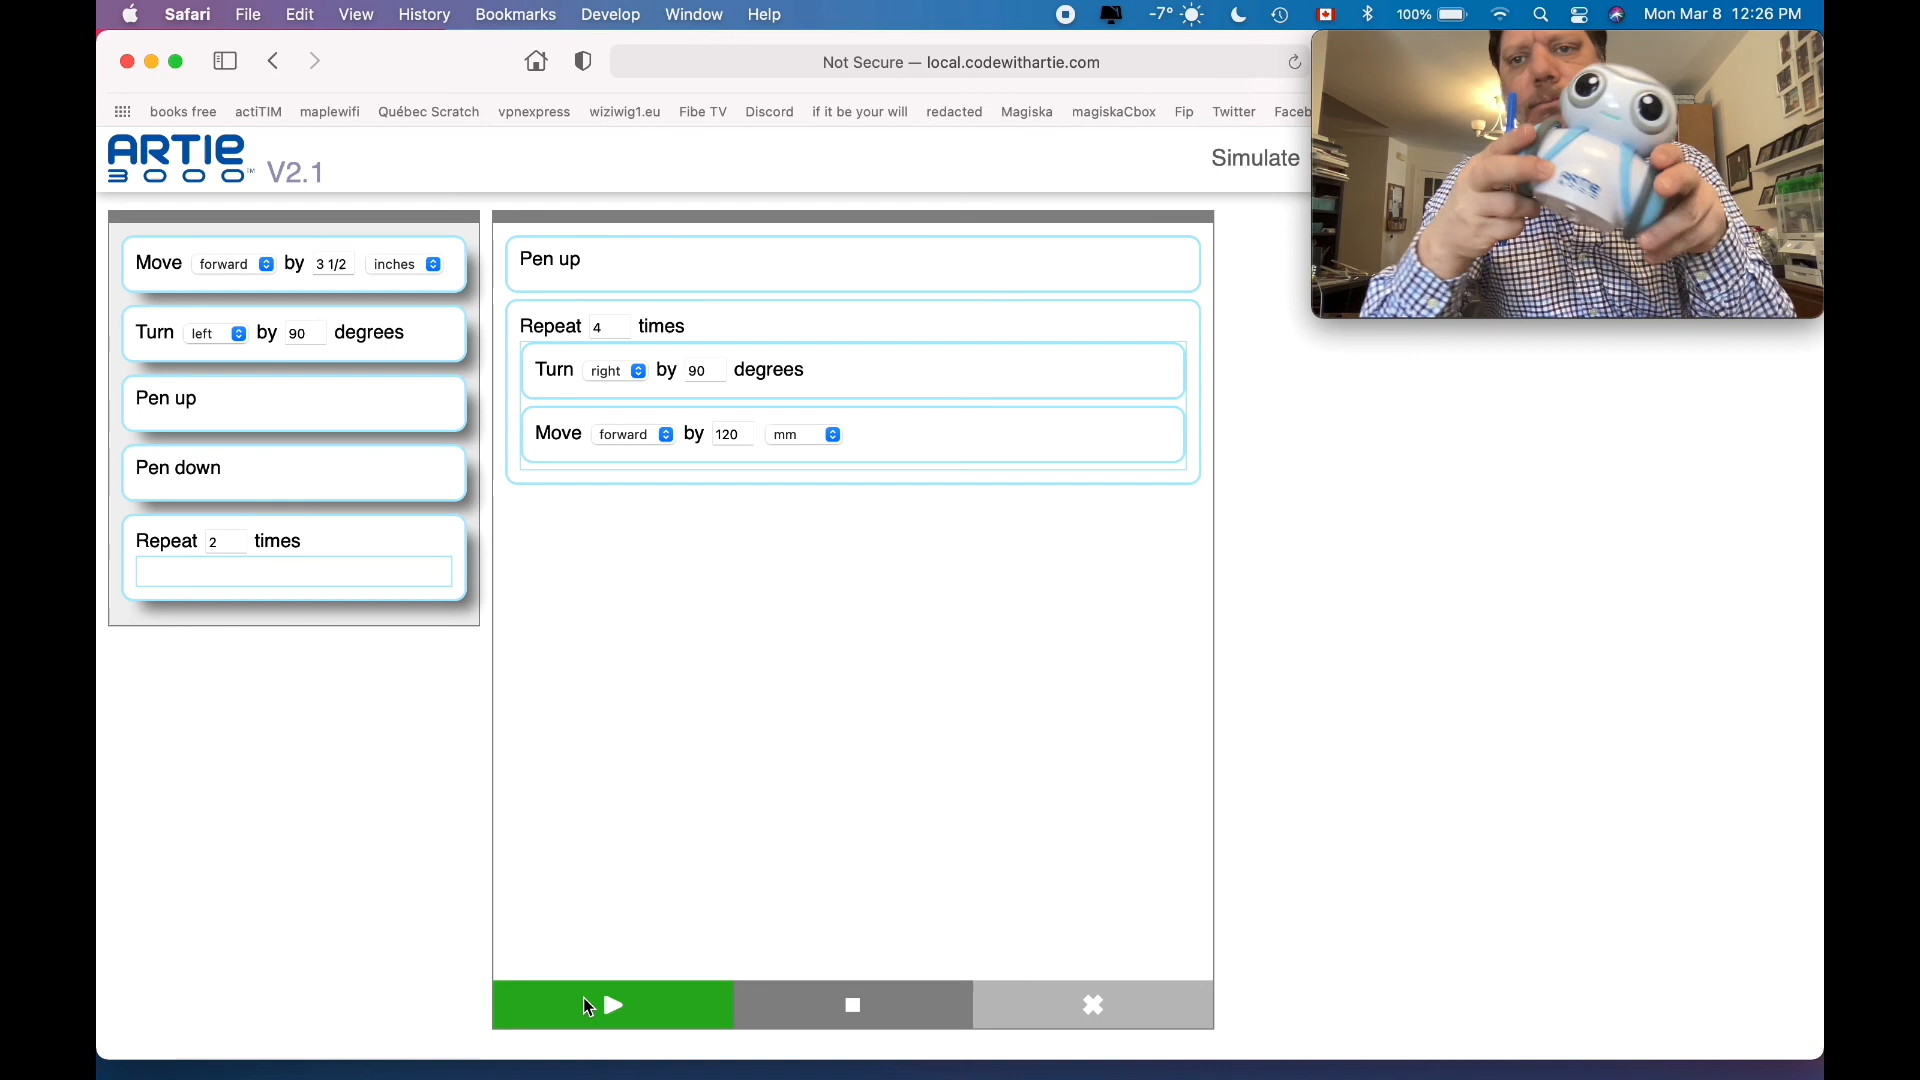 Safari File Edit View History Bookmarks Develop Window Help -7° 100% Mon Mar 8 12:26 PM
Not Secure — local.codewithartie.com
books free actiTIM maplewifi Québec Scratch vpnexpress wiziwig1.eu Fibe TV Discord if it be your will redacted Magiska magiskaCbox Fip Twitter Faceb
ARTIE 3000™ V2.1
Simulate
Move forward by 3 1/2 inches
Turn left by 90 degrees
Pen up
Pen down
Repeat 2 times
Pen up
Repeat 4 times
Turn right by 90 degrees
Move forward by 120 mm